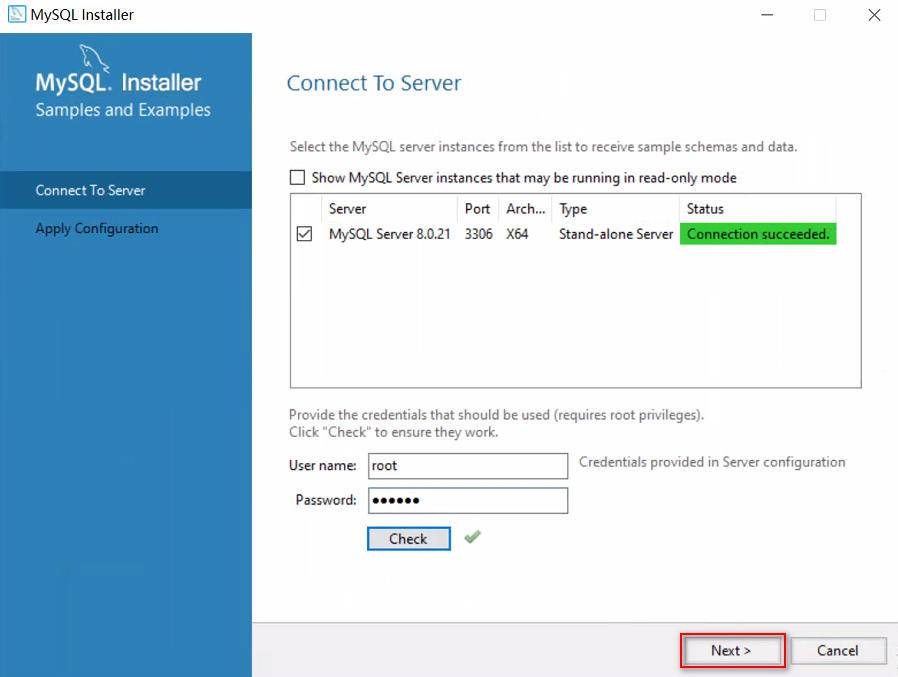 MySQL Installer
MySQL. Installer
Samples and Examples
Connect To Server
Apply Configuration
Connect To Server
Select the MySQL server instances from the list to receive sample schemas and data.
Show MySQL Server instances that may be running in read-only mode
Server Port Arch... Type Status
MySQL Server 8.0.21 3306 X64 Stand-alone Server Connection succeeded.
Provide the credentials that should be used (requires root privileges).
Click "Check" to ensure they work.
User name: root Credentials provided in Server configuration
Password: ●●●●●●
Check
Next > Cancel